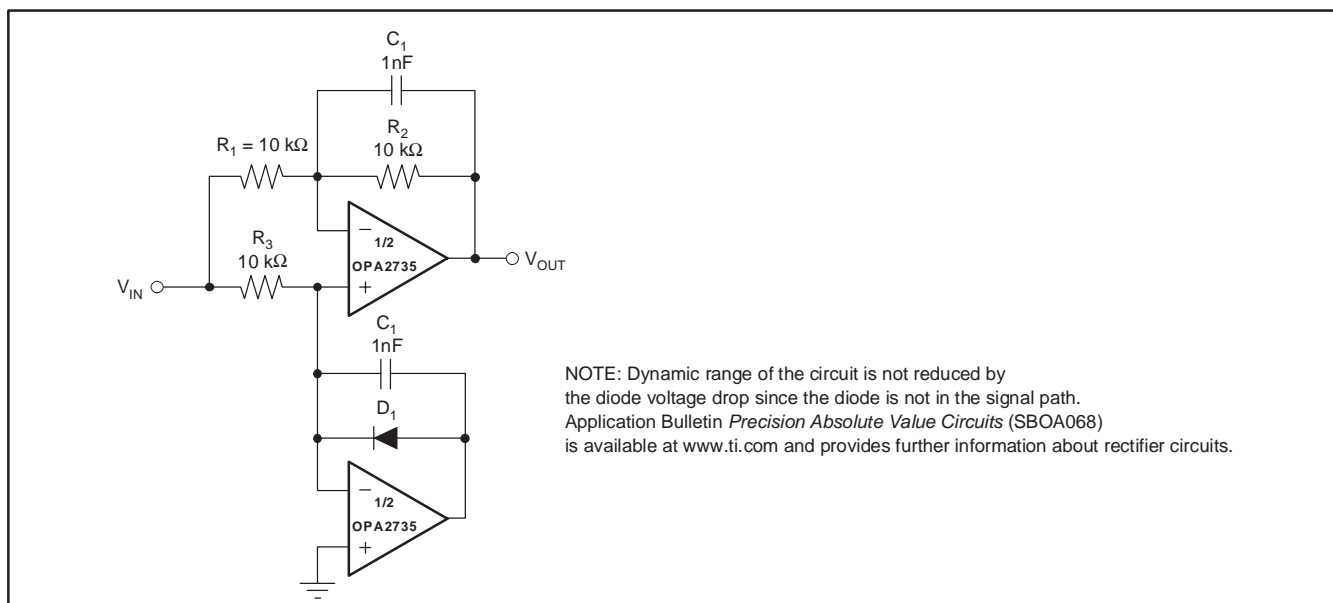 C1
1nF
R2
10 kΩ
R1 = 10 kΩ
R3
10 kΩ
−
1/2
OPA2735
+
VOUT
VIN
C1
1nF
D1
−
1/2
OPA2735
+
NOTE: Dynamic range of the circuit is not reduced by
the diode voltage drop since the diode is not in the signal path.
Application Bulletin Precision Absolute Value Circuits (SBOA068)
is available at www.ti.com and provides further information about rectifier circuits.